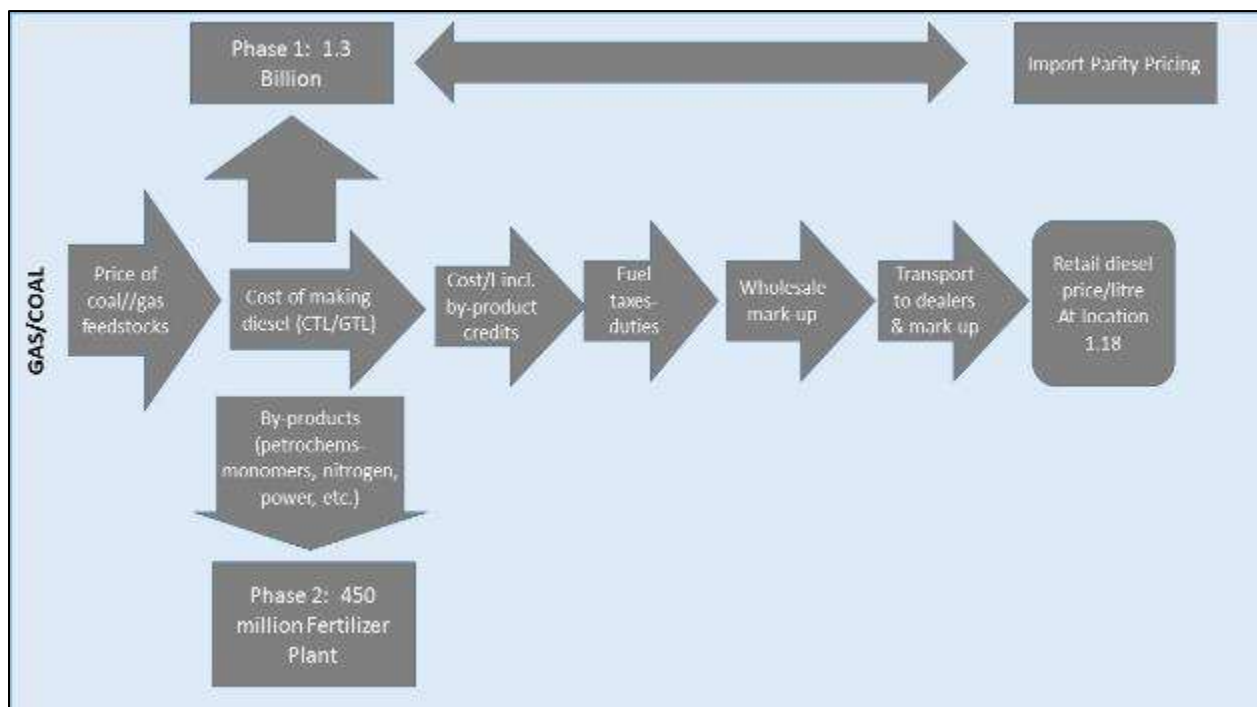 Phase 1: 1.3
Billion
Import Parity Pricing
GAS/COAL
Price of
coal//gas
feedstocks
Cost of making
diesel (CTL/GTL)
Cost/l incl.
by-product
credits
Fuel
taxes-
duties
Wholesale
mark-up
Transport
to dealers
& mark up
Retail diesel
price/litre
At location
1.18
By-products
(petrochems-
monomers, nitrogen,
power, etc.)
Phase 2: 450
million Fertilizer
Plant